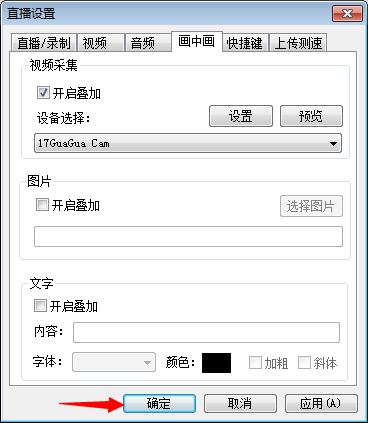 直播设置
直播/录制 视频 音频 画中画 快捷键 上传测速
视频采集
开启叠加
设备选择: 设置 预览
17GuaGua Cam
图片
开启叠加 选择图片
文字
开启叠加
内容:
字体: 颜色: 加粗 斜体
确定 取消 应用(A)